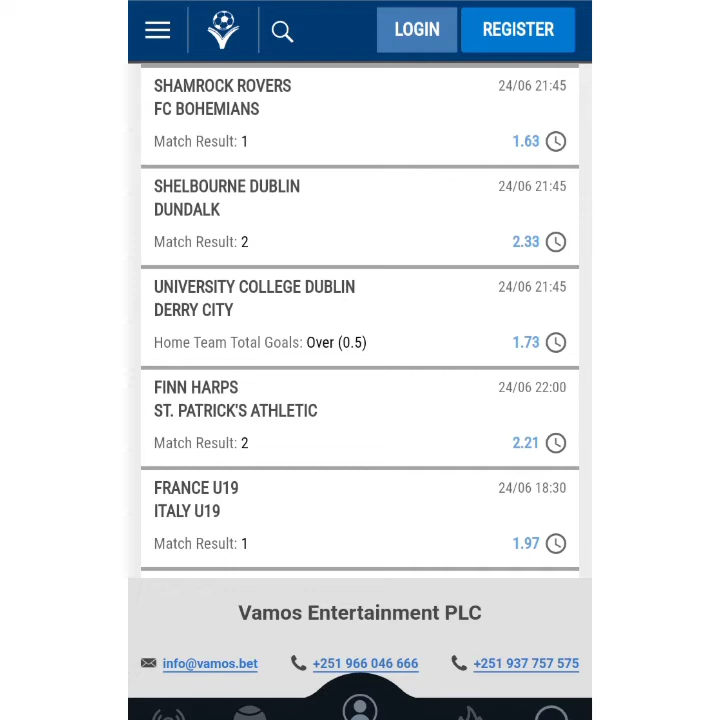 LOGIN
REGISTER
SHAMROCK ROVERS 24/06 21:45
FC BOHEMIANS
Match Result: 1 1.63
SHELBOURNE DUBLIN 24/06 21:45
DUNDALK
Match Result: 2 2.33
UNIVERSITY COLLEGE DUBLIN 24/06 21:45
DERRY CITY
Home Team Total Goals: Over (0.5) 1.73
FINN HARPS 24/06 22:00
ST. PATRICK'S ATHLETIC
Match Result: 2 2.21
FRANCE U19 24/06 18:30
ITALY U19
Match Result: 1 1.97
Vamos Entertainment PLC
info@vamos.bet +251 966 046 666 +251 937 757 575